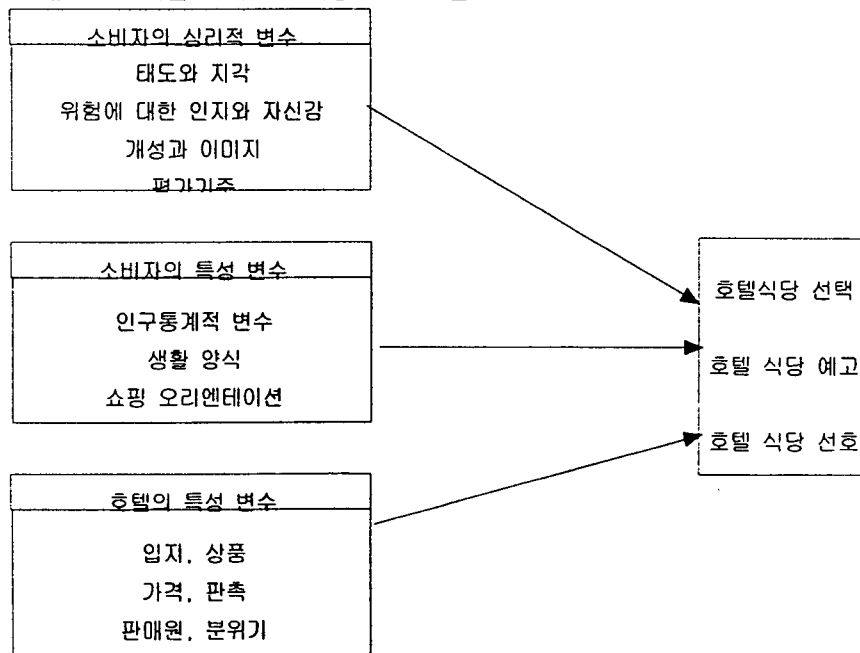 소비자의 심리적 변수
태도와 지각
위험에 대한 인지와 자신감
개성과 이미지
평가기준
소비자의 특성 변수
인구통계적 변수
생활 양식
쇼핑 오리엔테이션
호텔의 특성 변수
입지, 상품
가격, 판촉
판매원, 분위기
호텔식당 선택
호텔 식당 예고
호텔 식당 선호